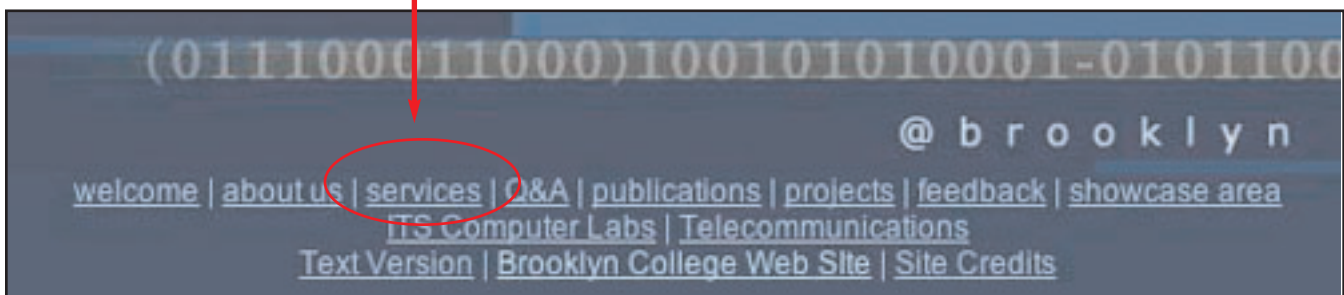 (011100011000)100101010001-0101100
@brooklyn
welcome | about us | services | Q&A | publications | projects | feedback | showcase area
ITS Computer Labs | Telecommunications
Text Version | Brooklyn College Web SIte | Site Credits